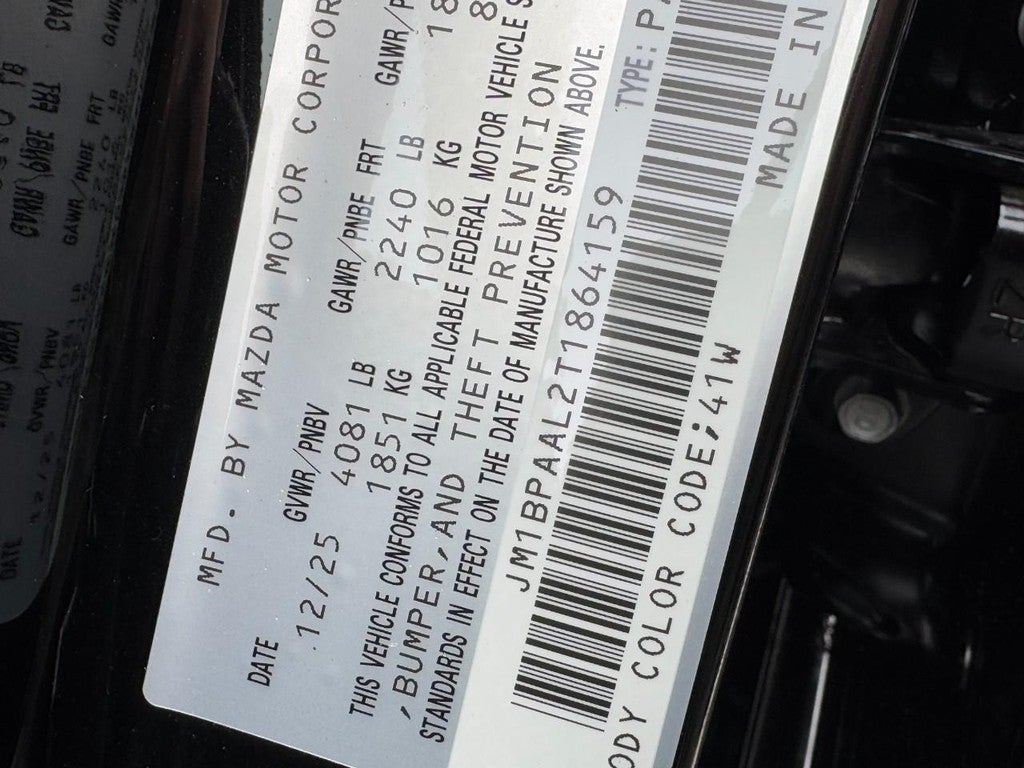 MFD. BY MAZDA MOTOR CORPOR
DATE GVWR/PNBV GAWR/PNBE FRT GAWR/P
12/25 4081 LB 2240 LB 18
1851 KG 1016 KG 8
THIS VEHICLE CONFORMS TO ALL APPLICABLE FEDERAL MOTOR VEHICLE S
,BUMPER,AND THEFT PREVENTION
STANDARDS IN EFFECT ON THE DATE OF MANUFACTURE SHOWN ABOVE.
JM1BPAAL2T1864159 TYPE: PA
ODY COLOR CODE;41W MADE IN